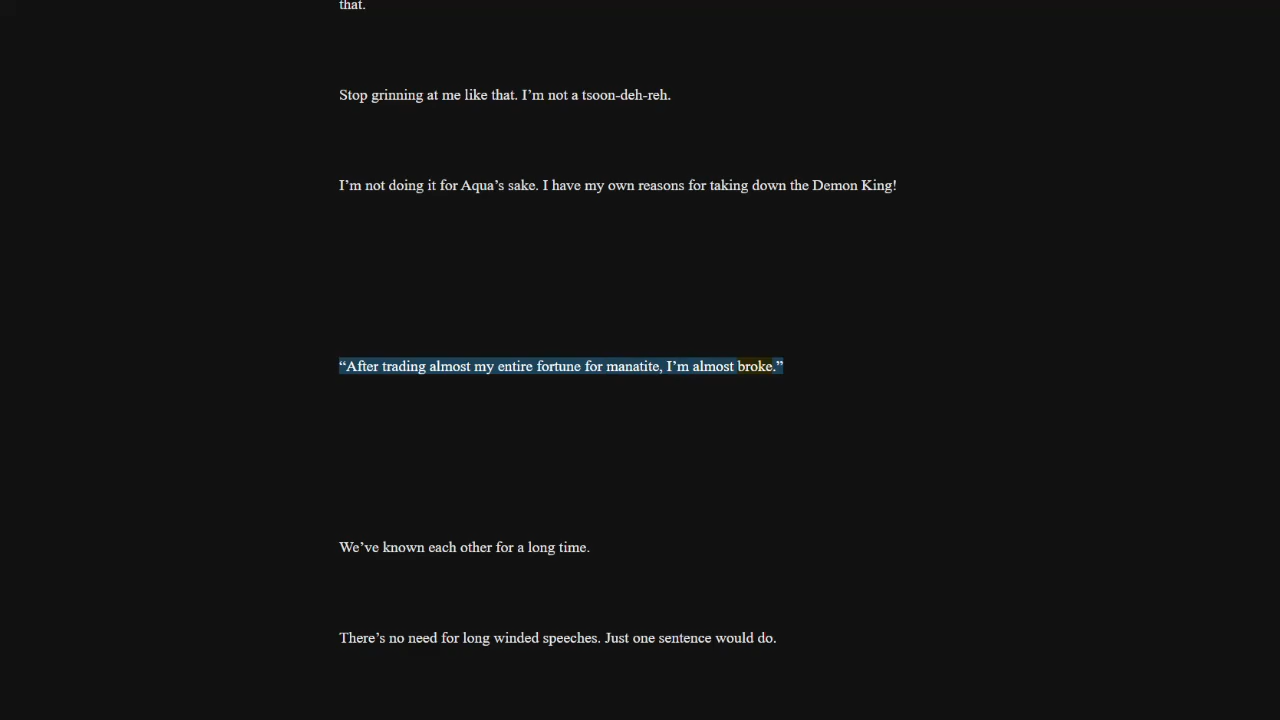 that.
Stop grinning at me like that. I’m not a tsoon-deh-reh.
I’m not doing it for Aqua’s sake. I have my own reasons for taking down the Demon King!
“After trading almost my entire fortune for manatite, I’m almost broke.”
We’ve known each other for a long time.
There’s no need for long winded speeches. Just one sentence would do.